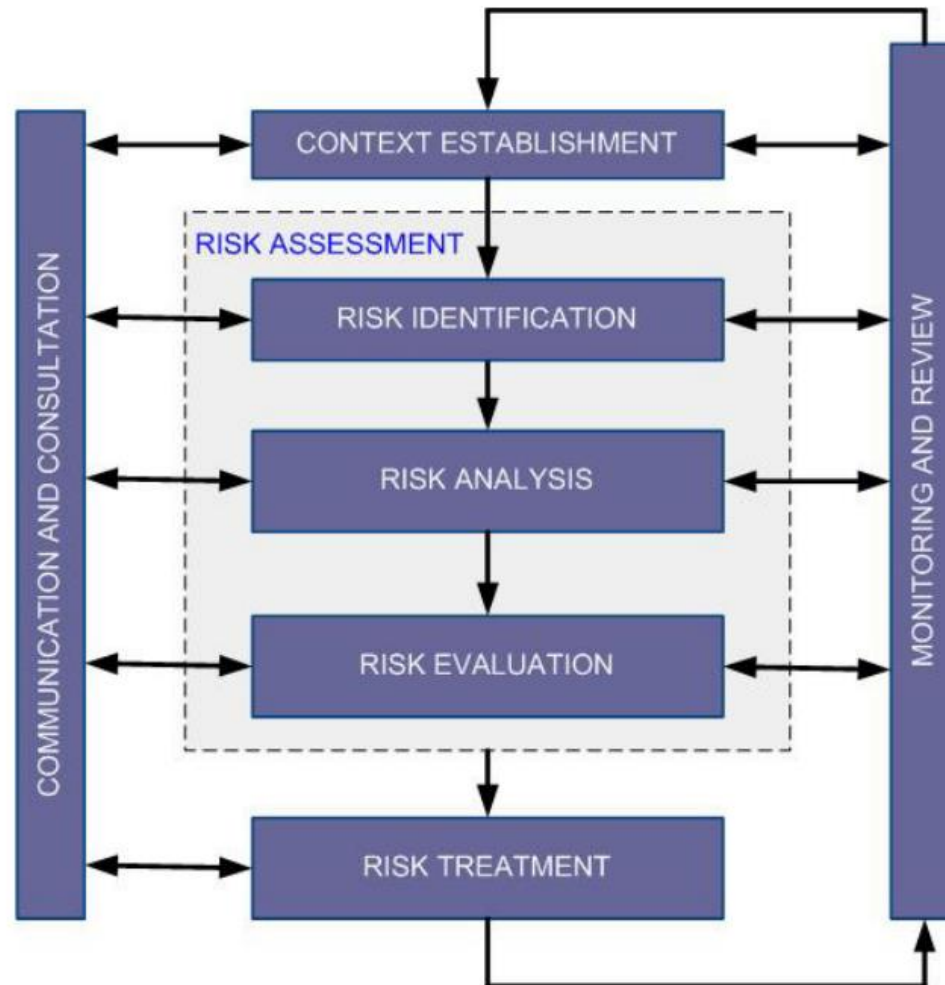 CONTEXT ESTABLISHMENT
RISK ASSESSMENT
RISK IDENTIFICATION
RISK ANALYSIS
RISK EVALUATION
RISK TREATMENT
COMMUNICATION AND CONSULTATION
MONITORING AND REVIEW